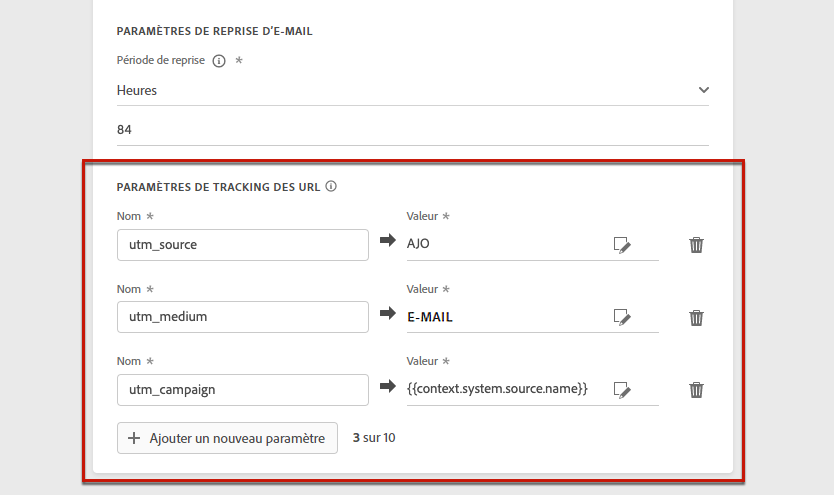 PARAMÈTRES DE REPRISE D'E-MAIL
Période de reprise *
Heures
84
PARAMÈTRES DE TRACKING DES URL
Nom * Valeur *
utm_source AJO
Nom * Valeur *
utm_medium E-MAIL
Nom * Valeur *
utm_campaign {{context.system.source.name}}
+ Ajouter un nouveau paramètre 3 sur 10